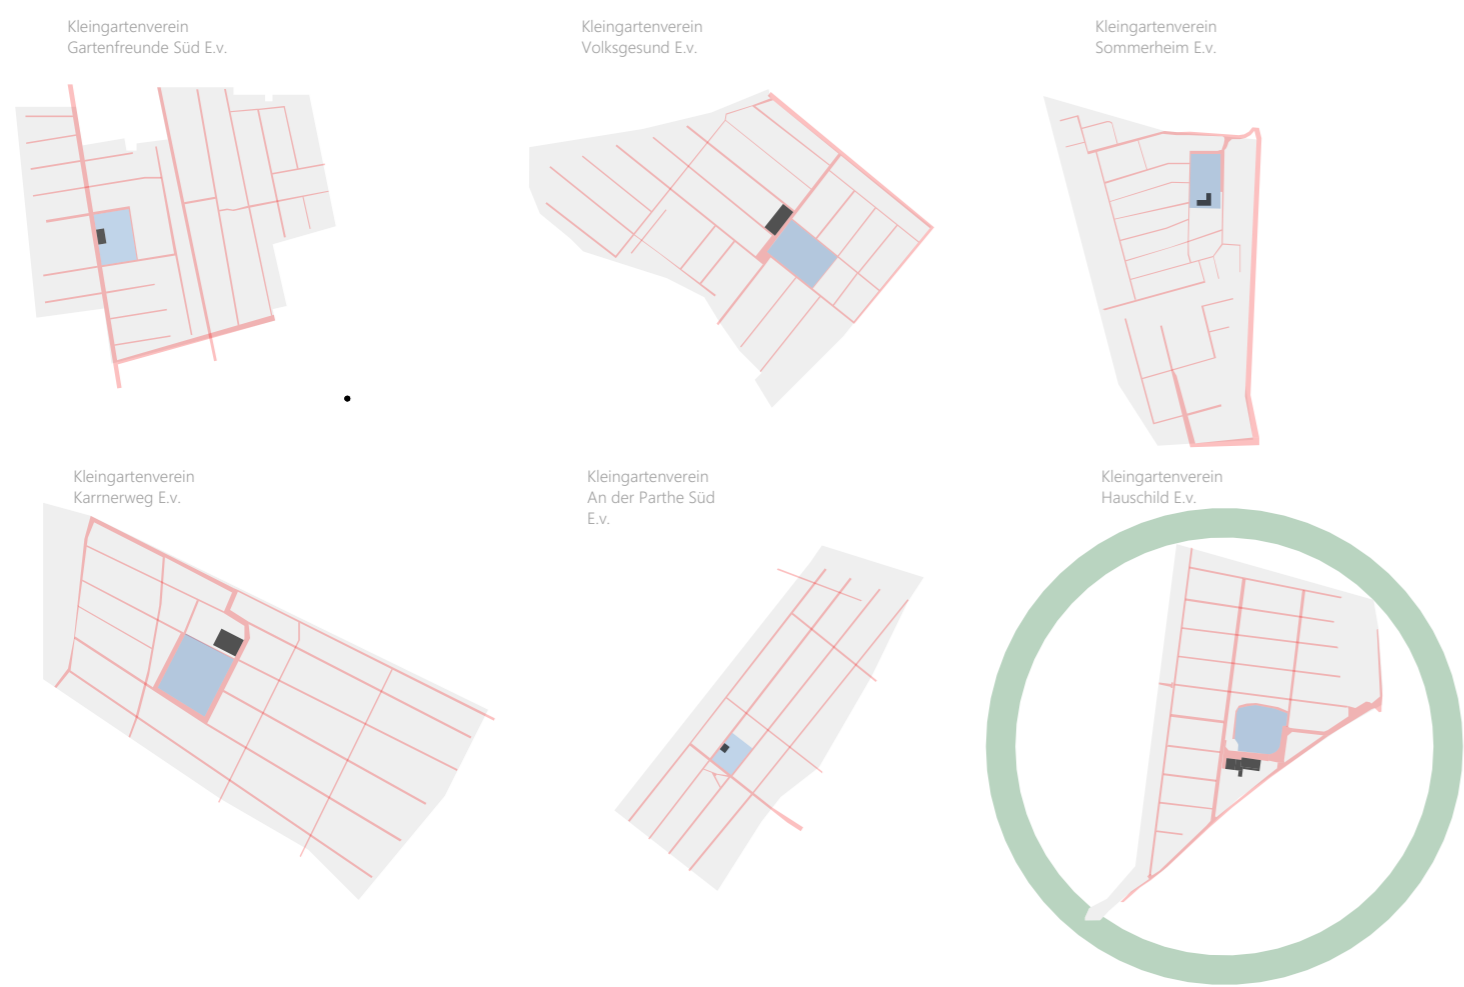 Kleingartenverein
Gartenfreunde Süd E.v.
Kleingartenverein
Volksgesund E.v.
Kleingartenverein
Sommerheim E.v.
Kleingartenverein
Karrnerweg E.v.
Kleingartenverein
An der Parthe Süd
E.v.
Kleingartenverein
Hauschild E.v.